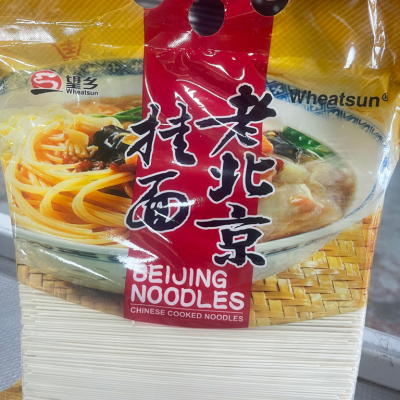 望乡
Wheatsun
Wheatsun®
老北京
挂面
BEIJING
NOODLES
CHINESE COOKED NOODLES